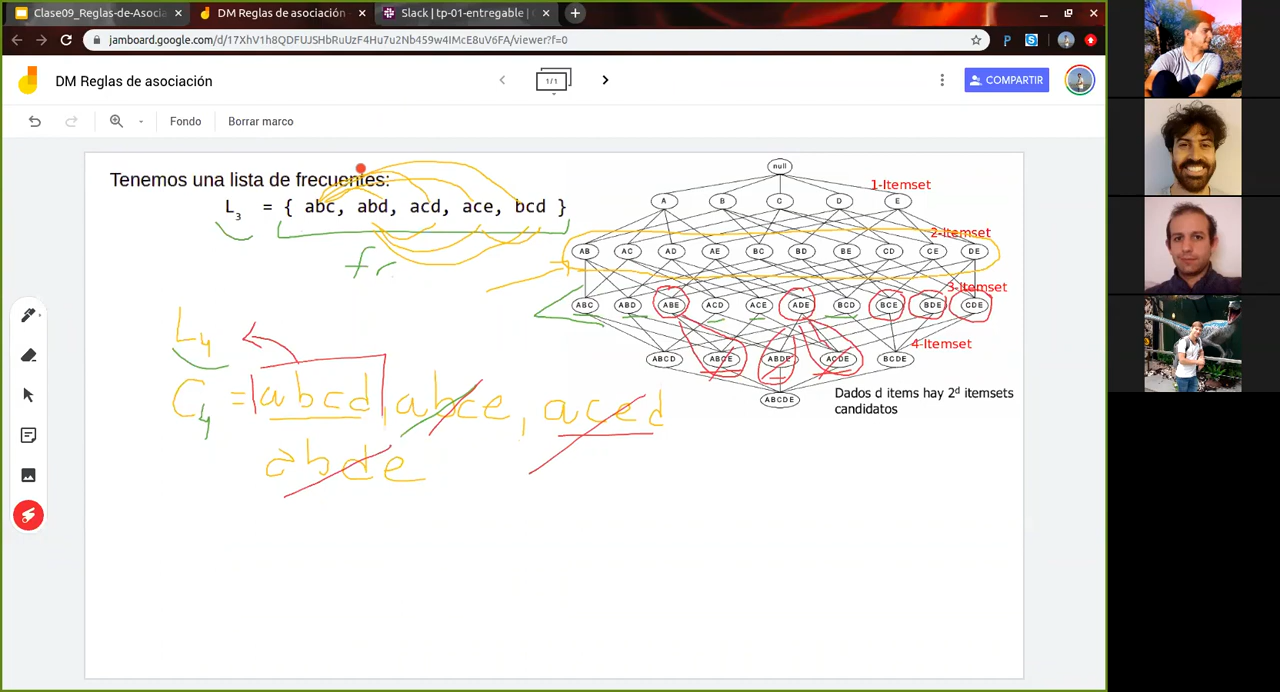 Clase09_Reglas-de-Asocia
DM Reglas de asociación
Slack | tp-01-entregable |
jamboard.google.com/d/17XhV1h8QDFUJSHbRuUzF4Hu7u2Nb459w4IMcE8uV6FA/viewer?f=0
DM Reglas de asociación
1/1
COMPARTIR
Fondo
Borrar marco
Tenemos una lista de frecuentes:
L3 = { abc, abd, acd, ace, bcd }
fr
L4
C4 = abcd, abce, aced
abde
null
1-Itemset
A B C D E
2-Itemset
AB AC AD AE BC BD BE CD CE DE
3-Itemset
ABC ABD ABE ACD ACE ADE BCD BCE BDE CDE
4-Itemset
ABCD ABCE ABDE ACDE BCDE
ABCDE
Dados d items hay 2^d itemsets
candidatos